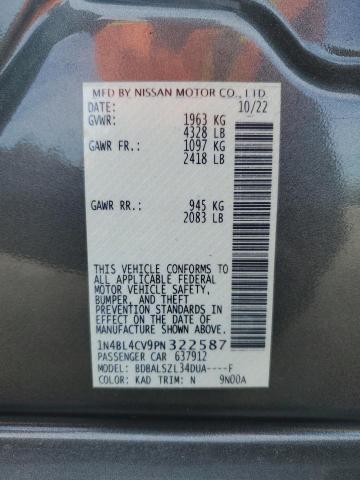 MFD BY NISSAN MOTOR CO., LTD.
DATE: 10/22
GVWR: 1963 KG
4328 LB
GAWR FR.: 1097 KG
2418 LB
GAWR RR.: 945 KG
2083 LB
THIS VEHICLE CONFORMS TO
ALL APPLICABLE FEDERAL
MOTOR VEHICLE SAFETY,
BUMPER, AND THEFT
PREVENTION STANDARDS
IN EFFECT ON THE DATE OF
MANUFACTURE SHOWN ABOVE.
1N4BL4CV9PN322587
PASSENGER CAR 637912
MODEL: BDBALSZL34DUA----F
COLOR: KAD TRIM: N 9N00A